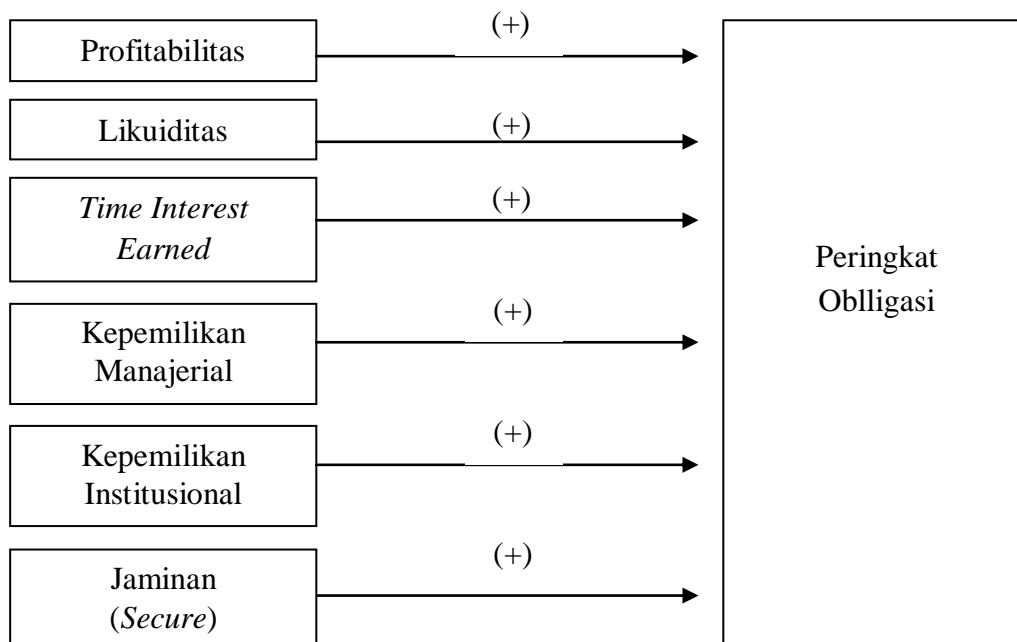 Profitabilitas
(+)
Likuiditas
(+)
Time Interest
Earned
(+)
Kepemilikan
Manajerial
(+)
Kepemilikan
Institusional
(+)
Jaminan
(Secure)
(+)
Peringkat
Oblligasi